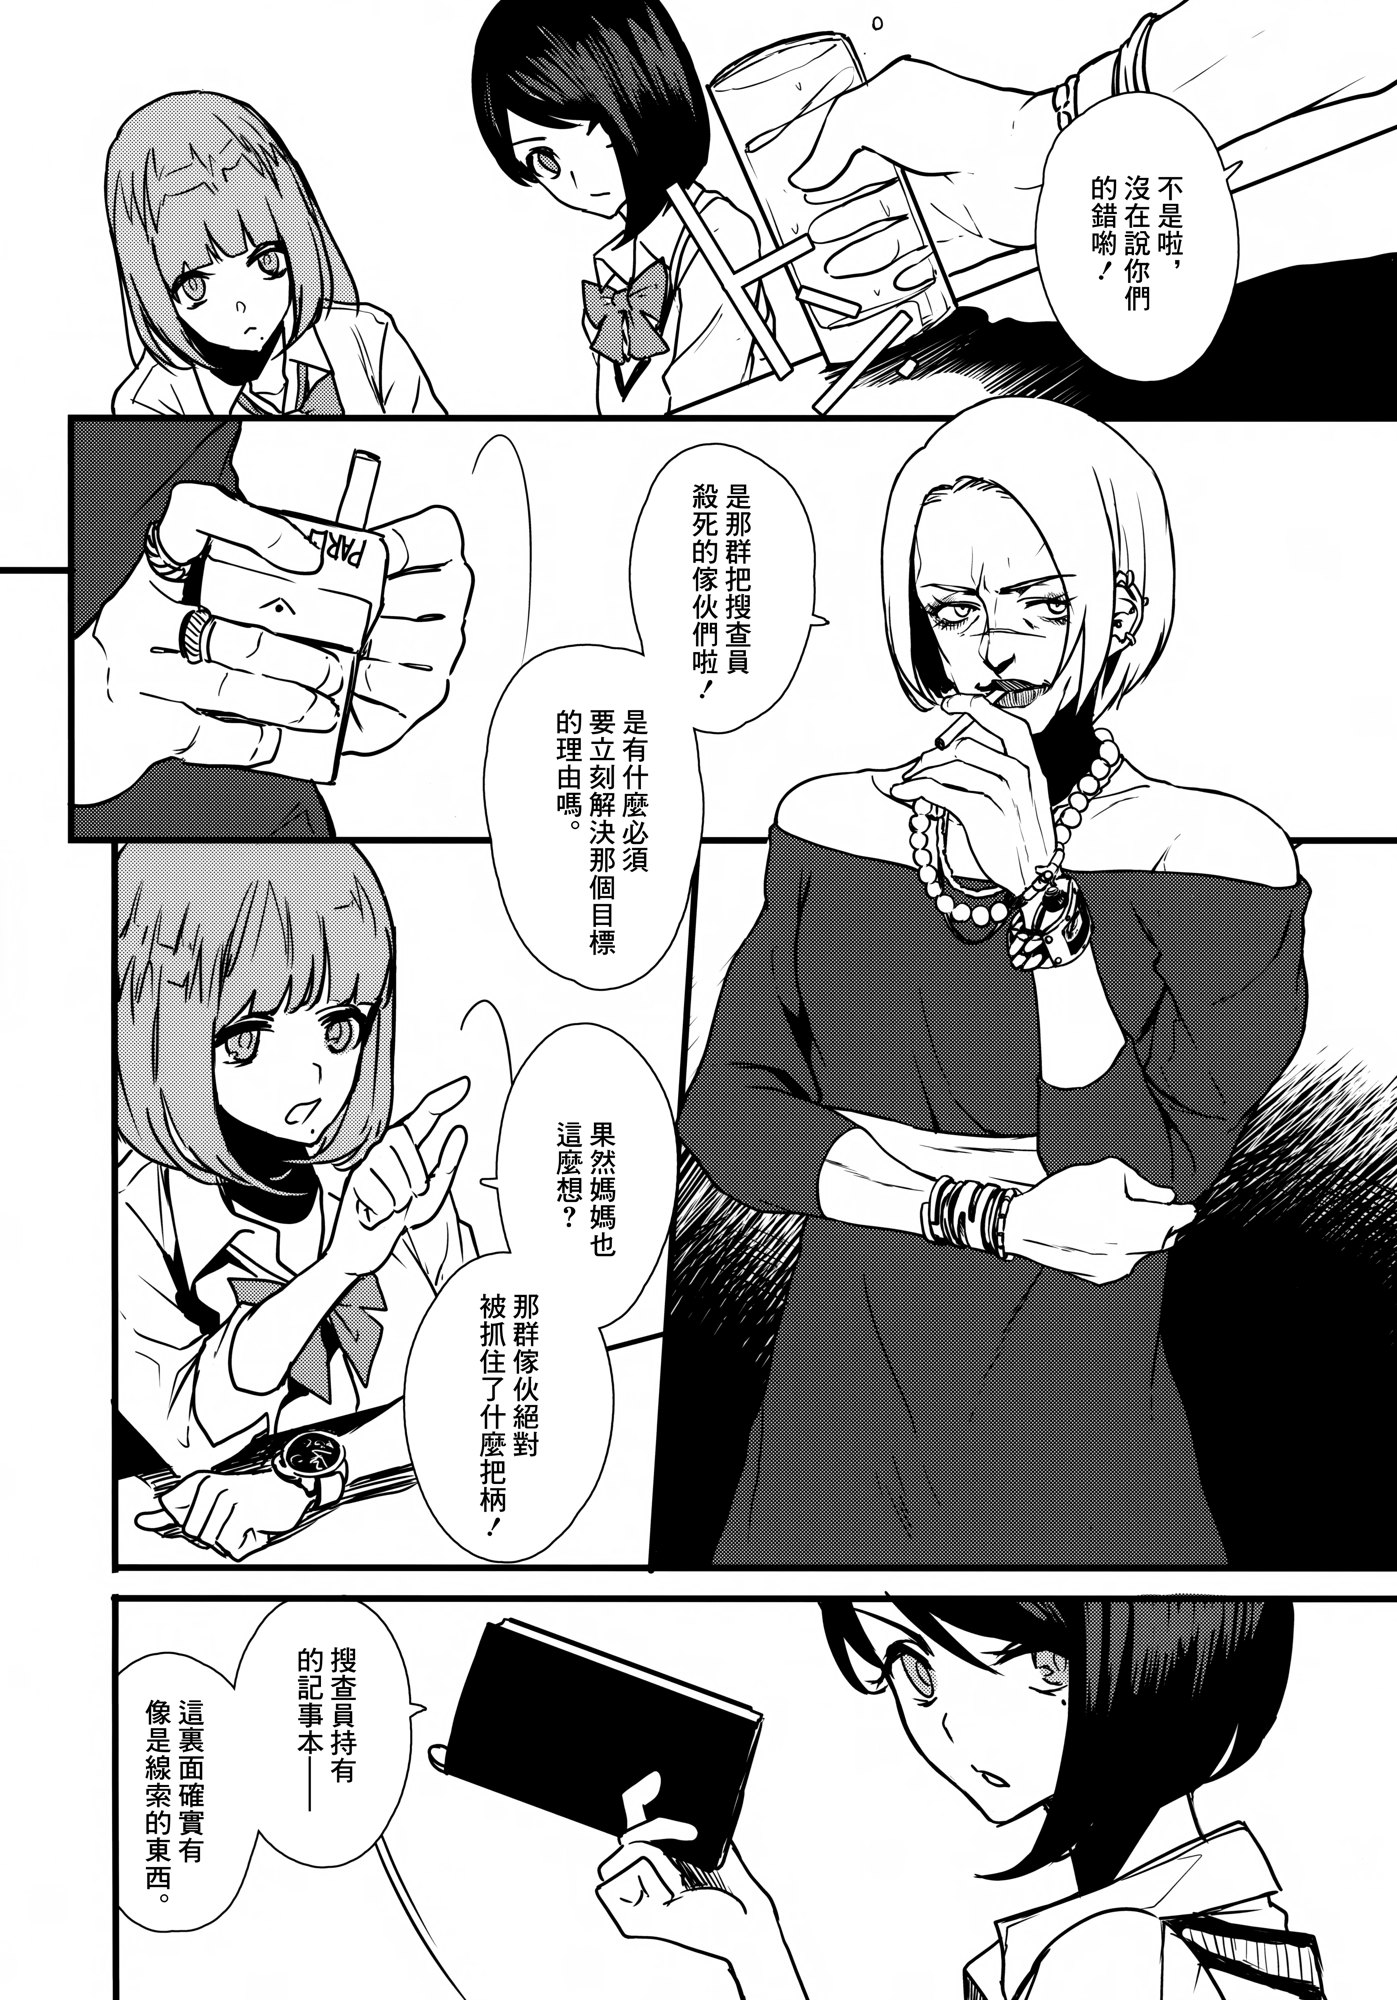 不是啦，
沒在說你們
的錯喲！
是那群把搜查員
殺死的傢伙們啦！
是有什麼必須
要立刻解決那個目標
的理由嗎。
PARL
果然媽媽也
這麼想？
那群傢伙絕對
被抓住了什麼把柄！
搜查員持有
的記事本——
這裏面確實有
像是線索的東西。